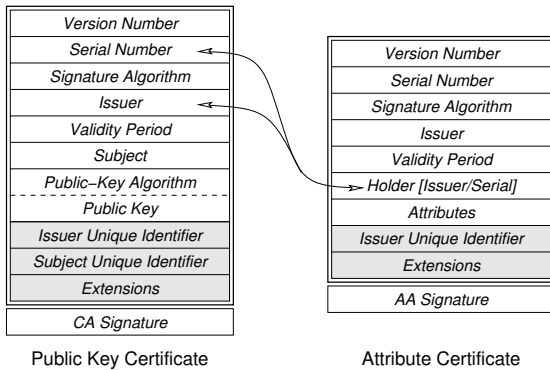 Version Number
Serial Number
Signature Algorithm
Issuer
Validity Period
Subject
Public−Key Algorithm
Public Key
Issuer Unique Identifier
Subject Unique Identifier
Extensions
CA Signature
Public Key Certificate
Version Number
Serial Number
Signature Algorithm
Issuer
Validity Period
Holder [Issuer/Serial]
Attributes
Issuer Unique Identifier
Extensions
AA Signature
Attribute Certificate